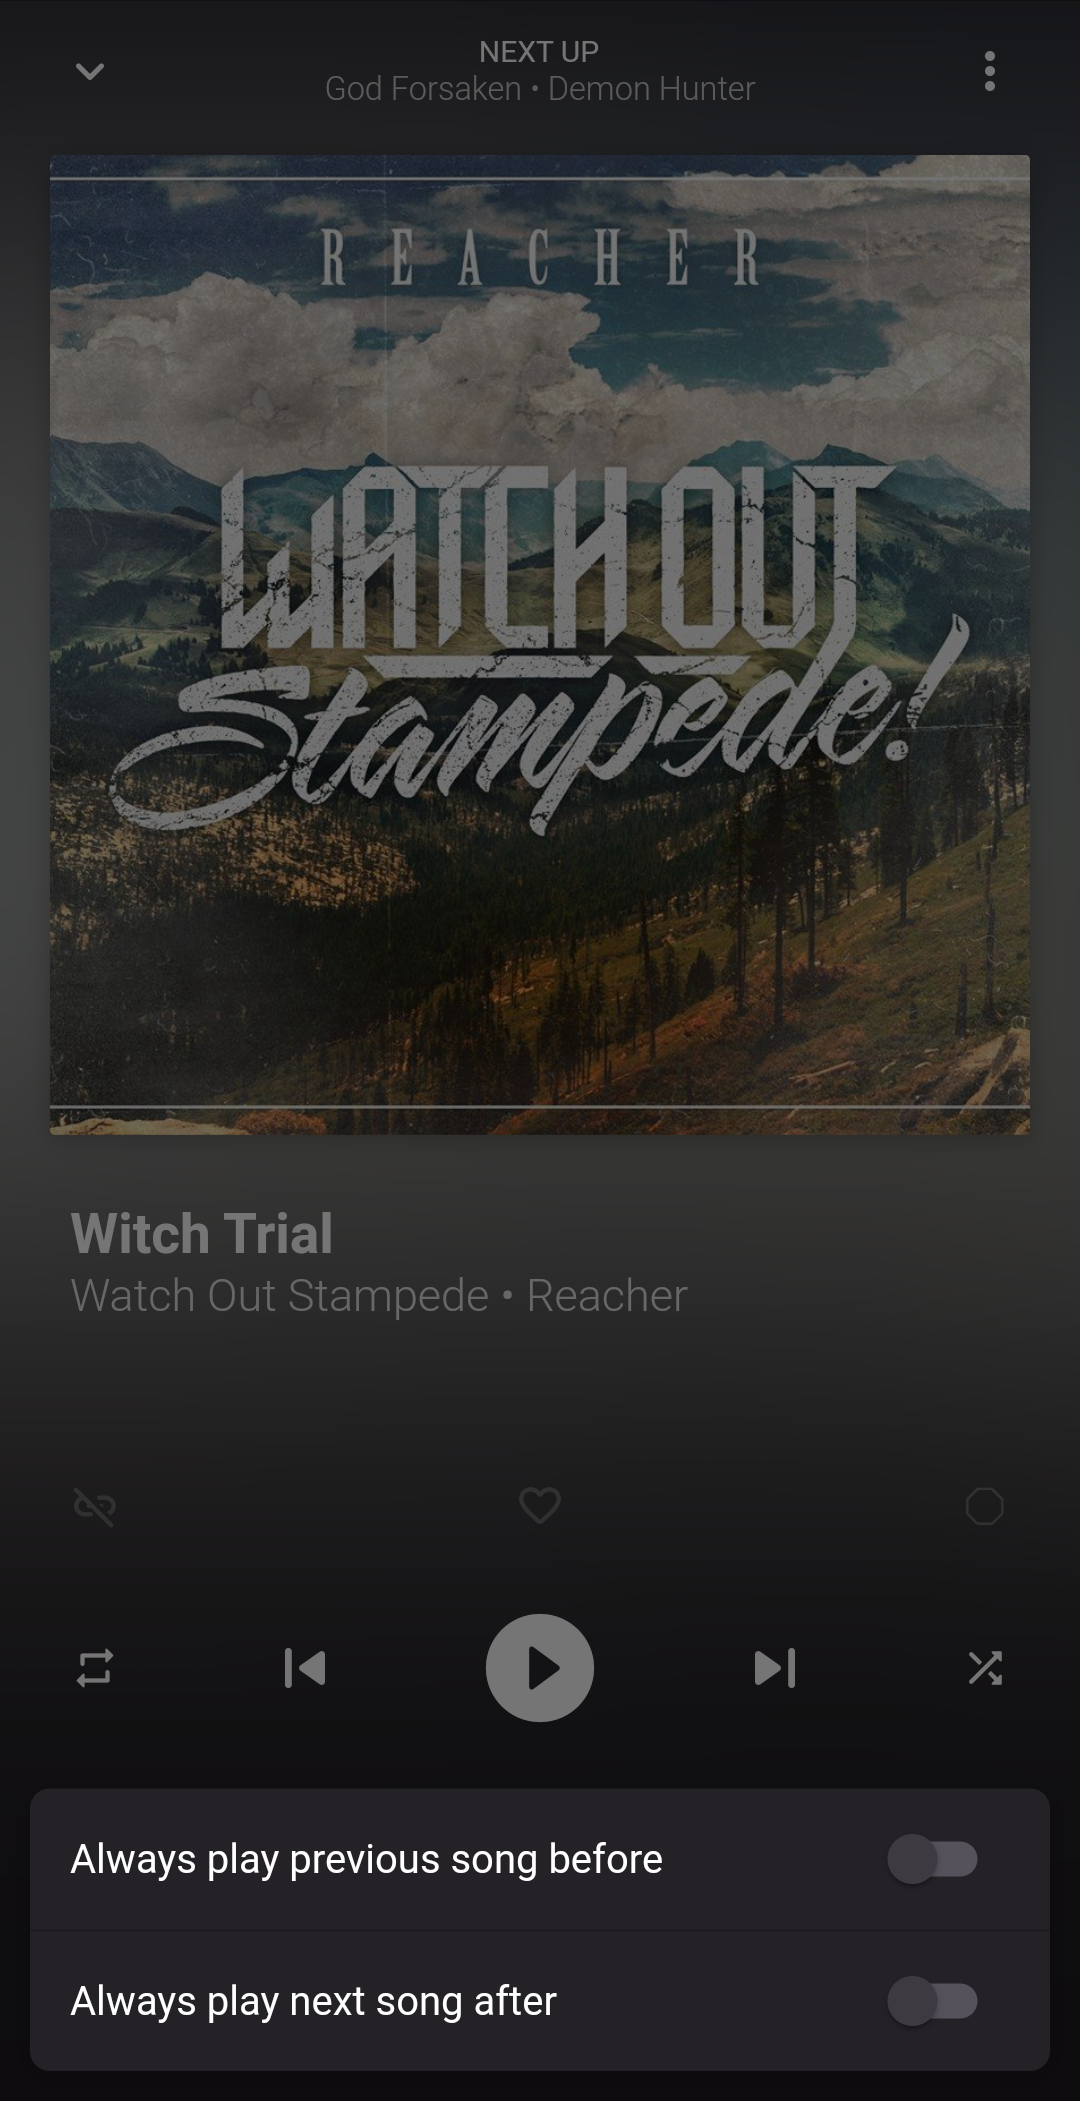 NEXT UP
God Forsaken • Demon Hunter
REACHER
WATCH OUT
Stampede!
Witch Trial
Watch Out Stampede • Reacher
Always play previous song before
Always play next song after